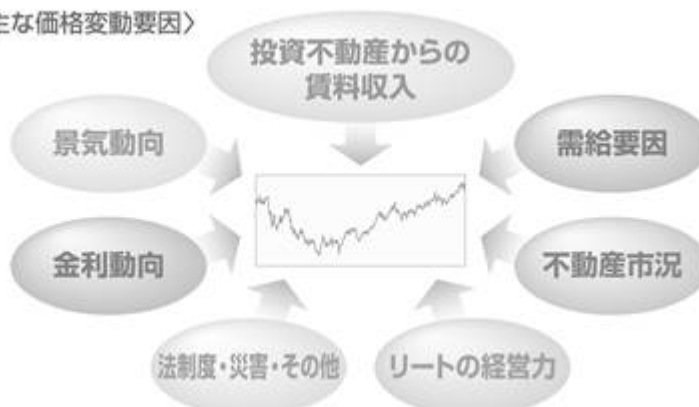 主な価格変動要因〉
投資不動産からの
賃料収入
景気動向
需給要因
金利動向
不動産市況
法制度・災害・その他
リートの経営力